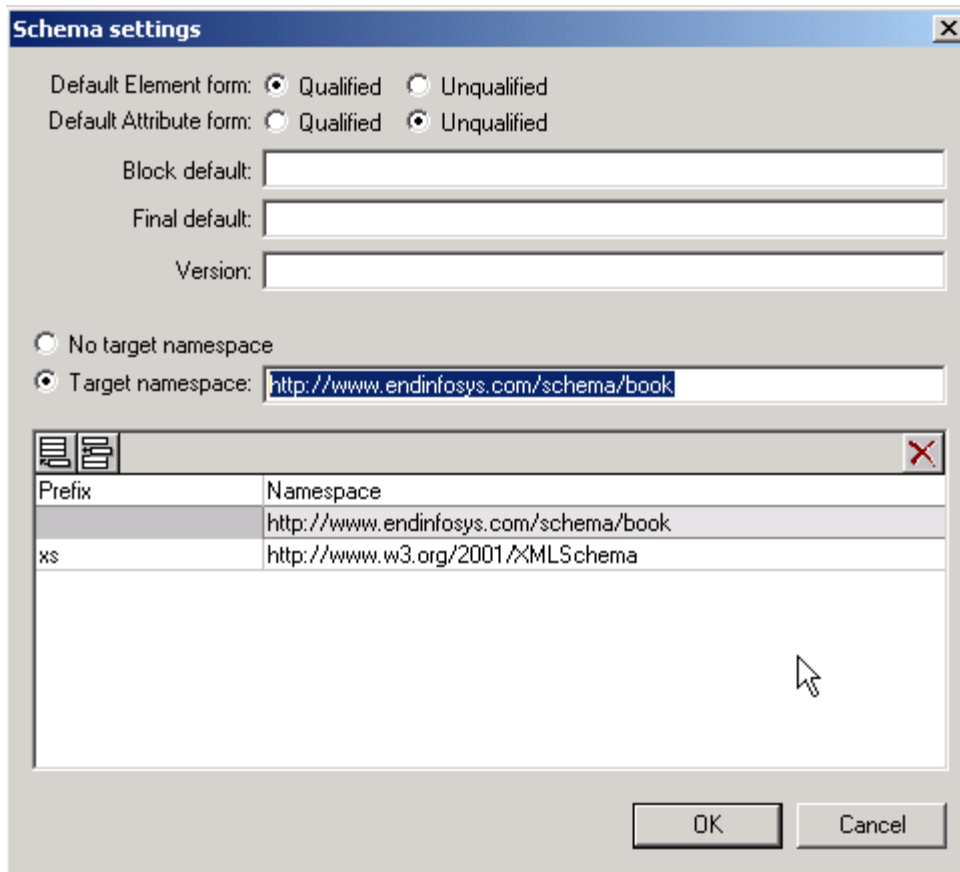 Schema settings
Default Element form: Qualified Unqualified
Default Attribute form: Qualified Unqualified
Block default:
Final default:
Version:
No target namespace
Target namespace: http://www.endinfosys.com/schema/book
Prefix Namespace
http://www.endinfosys.com/schema/book
xs http://www.w3.org/2001/XMLSchema
OK Cancel